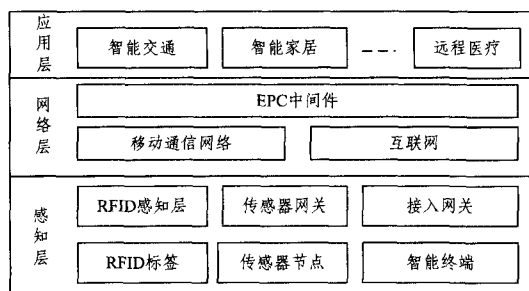 应用层
智能交通
智能家居
远程医疗
网络层
EPC中间件
移动通信网络
互联网
感知层
RFID感知层
传感器网关
接入网关
RFID标签
传感器节点
智能终端